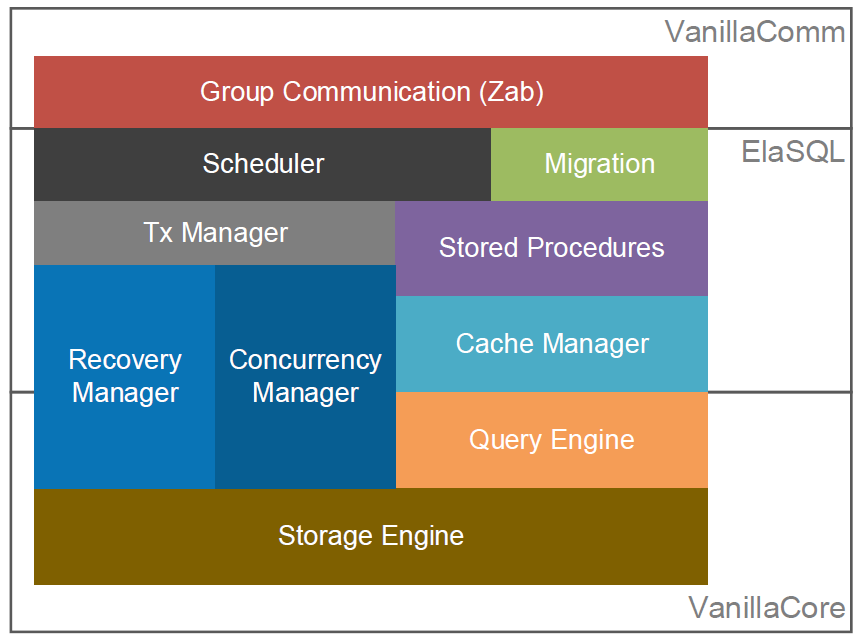 VanillaComm
Group Communication (Zab)
ElaSQL
Scheduler
Migration
Tx Manager
Stored Procedures
Recovery
Manager
Concurrency
Manager
Cache Manager
Query Engine
Storage Engine
VanillaCore